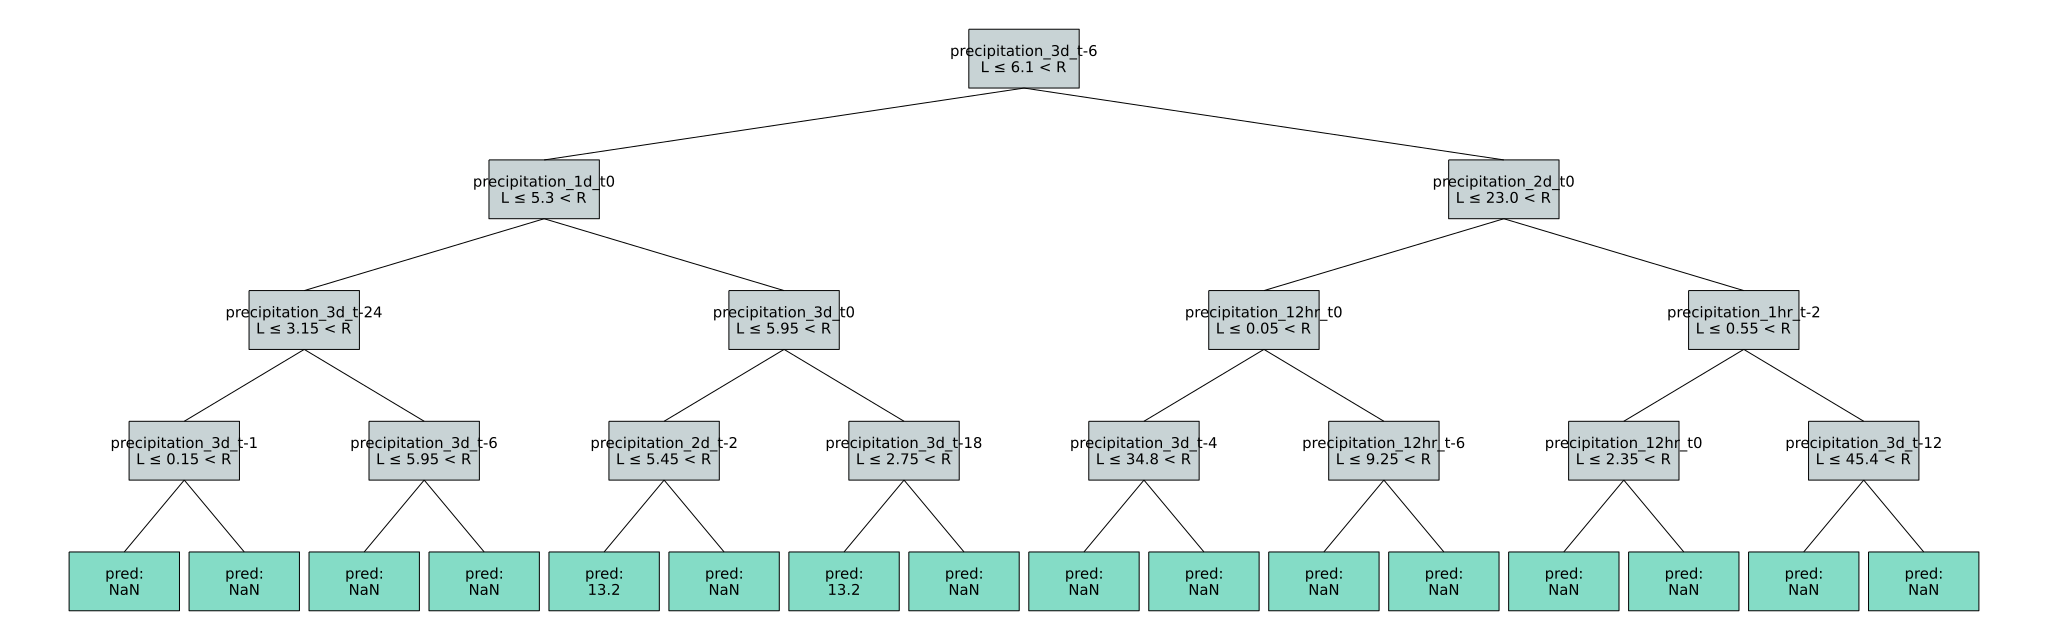 precipitation_3d_t-6
L ≤ 6.1 < R
precipitation_1d_t0
L ≤ 5.3 < R
precipitation_2d_t0
L ≤ 23.0 < R
precipitation_3d_t-24
L ≤ 3.15 < R
precipitation_3d_t0
L ≤ 5.95 < R
precipitation_12hr_t0
L ≤ 0.05 < R
precipitation_1hr_t-2
L ≤ 0.55 < R
precipitation_3d_t-1
L ≤ 0.15 < R
precipitation_3d_t-6
L ≤ 5.95 < R
precipitation_2d_t-2
L ≤ 5.45 < R
precipitation_3d_t-18
L ≤ 2.75 < R
precipitation_3d_t-4
L ≤ 34.8 < R
precipitation_12hr_t-6
L ≤ 9.25 < R
precipitation_12hr_t0
L ≤ 2.35 < R
precipitation_3d_t-12
L ≤ 45.4 < R
pred:
NaN
pred:
NaN
pred:
NaN
pred:
NaN
pred:
13.2
pred:
NaN
pred:
13.2
pred:
NaN
pred:
NaN
pred:
NaN
pred:
NaN
pred:
NaN
pred:
NaN
pred:
NaN
pred:
NaN
pred:
NaN